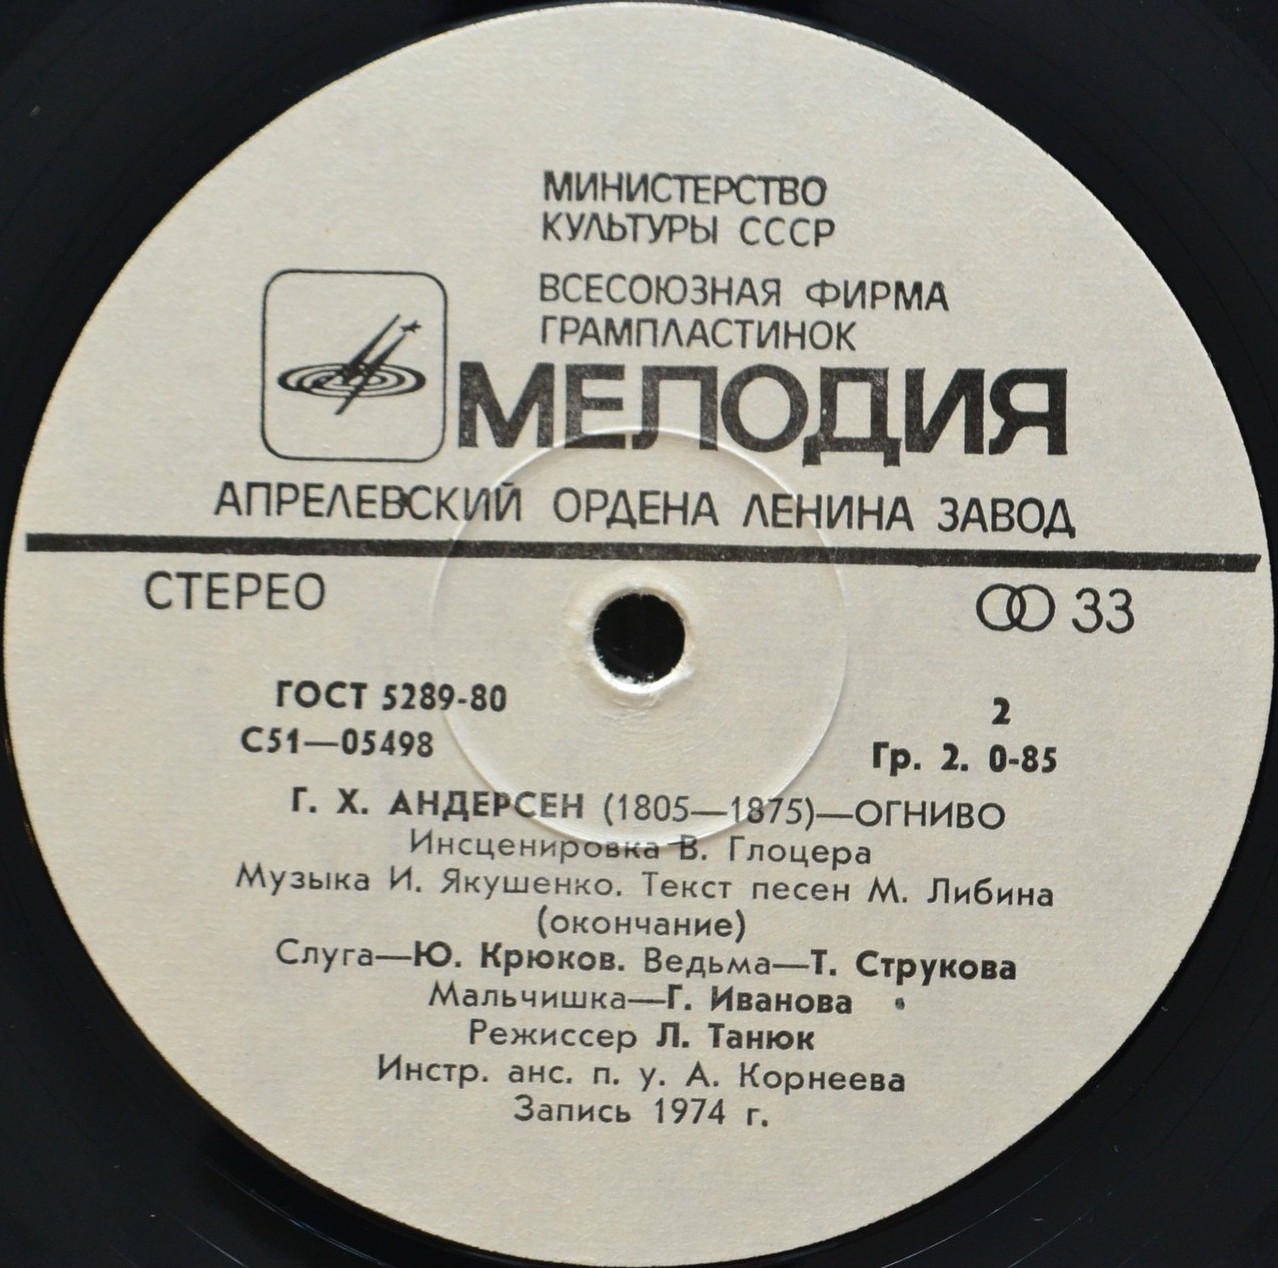 МИНИСТЕРСТВО
КУЛЬТУРЫ СССР
ВСЕСОЮЗНАЯ ФИРМА
ГРАМПЛАСТИНОК
МЕЛОДИЯ
АПРЕЛЕВСКИЙ ОРДЕНА ЛЕНИНА ЗАВОД
СТЕРЕО 33
ГОСТ 5289-80 2
С51—05498 Гр. 2. 0-85
Г. Х. АНДЕРСЕН (1805—1875)—ОГНИВО
Инсценировка В. Глоцера
Музыка И. Якушенко. Текст песен М. Либина
(окончание)
Слуга—Ю. Крюков. Ведьма—Т. Струкова
Мальчишка—Г. Иванова
Режиссер Л. Танюк
Инстр. анс. п. у. А. Корнеева
Запись 1974 г.